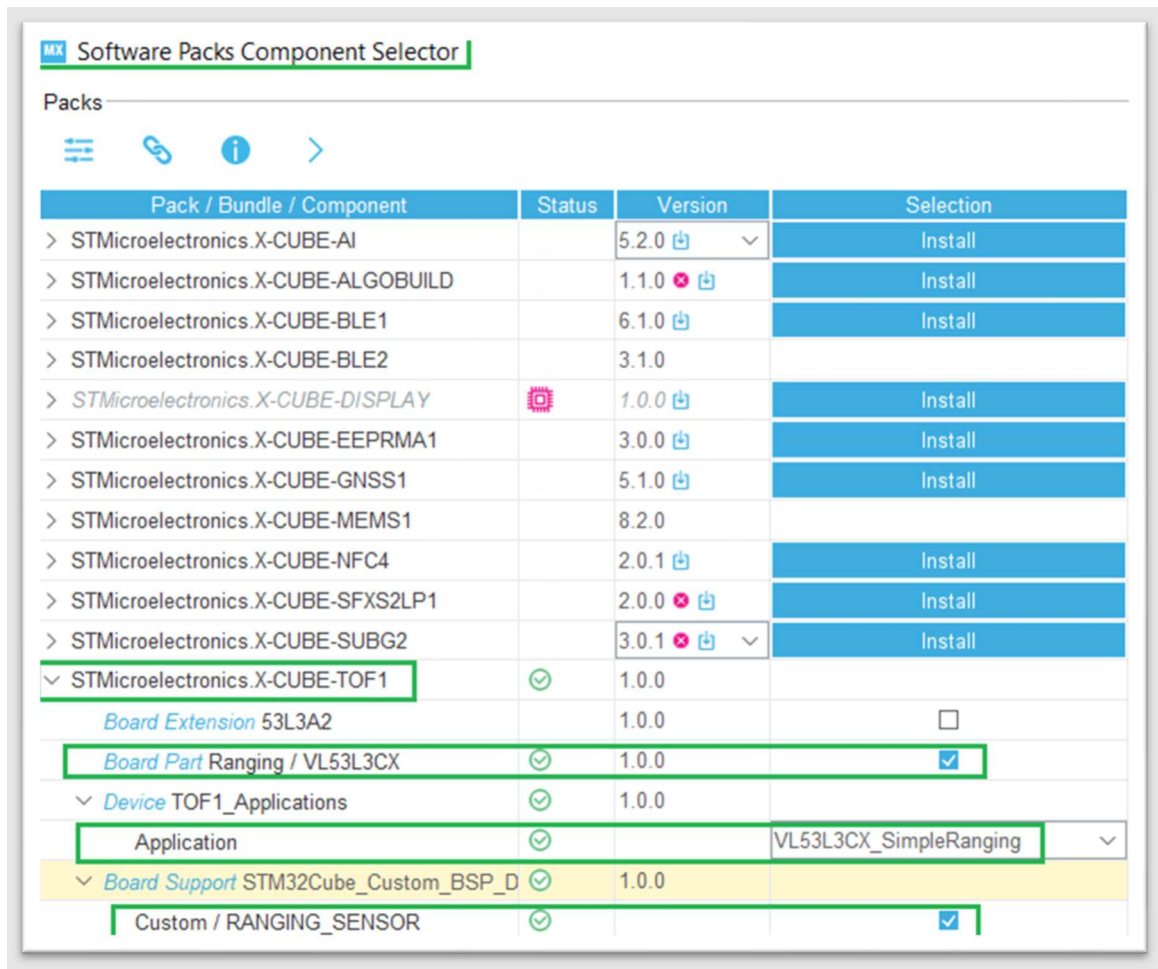 MX Software Packs Component Selector
Packs
Pack / Bundle / Component Status Version Selection
STMicroelectronics.X-CUBE-AI 5.2.0 Install
STMicroelectronics.X-CUBE-ALGOBUILD 1.1.0 Install
STMicroelectronics.X-CUBE-BLE1 6.1.0 Install
STMicroelectronics.X-CUBE-BLE2 3.1.0
STMicroelectronics.X-CUBE-DISPLAY 1.0.0 Install
STMicroelectronics.X-CUBE-EEPRMA1 3.0.0 Install
STMicroelectronics.X-CUBE-GNSS1 5.1.0 Install
STMicroelectronics.X-CUBE-MEMS1 8.2.0
STMicroelectronics.X-CUBE-NFC4 2.0.1 Install
STMicroelectronics.X-CUBE-SFXS2LP1 2.0.0 Install
STMicroelectronics.X-CUBE-SUBG2 3.0.1 Install
STMicroelectronics.X-CUBE-TOF1 1.0.0
Board Extension 53L3A2 1.0.0
Board Part Ranging / VL53L3CX 1.0.0
Device TOF1_Applications 1.0.0
Application VL53L3CX_SimpleRanging
Board Support STM32Cube_Custom_BSP_D 1.0.0
Custom / RANGING_SENSOR